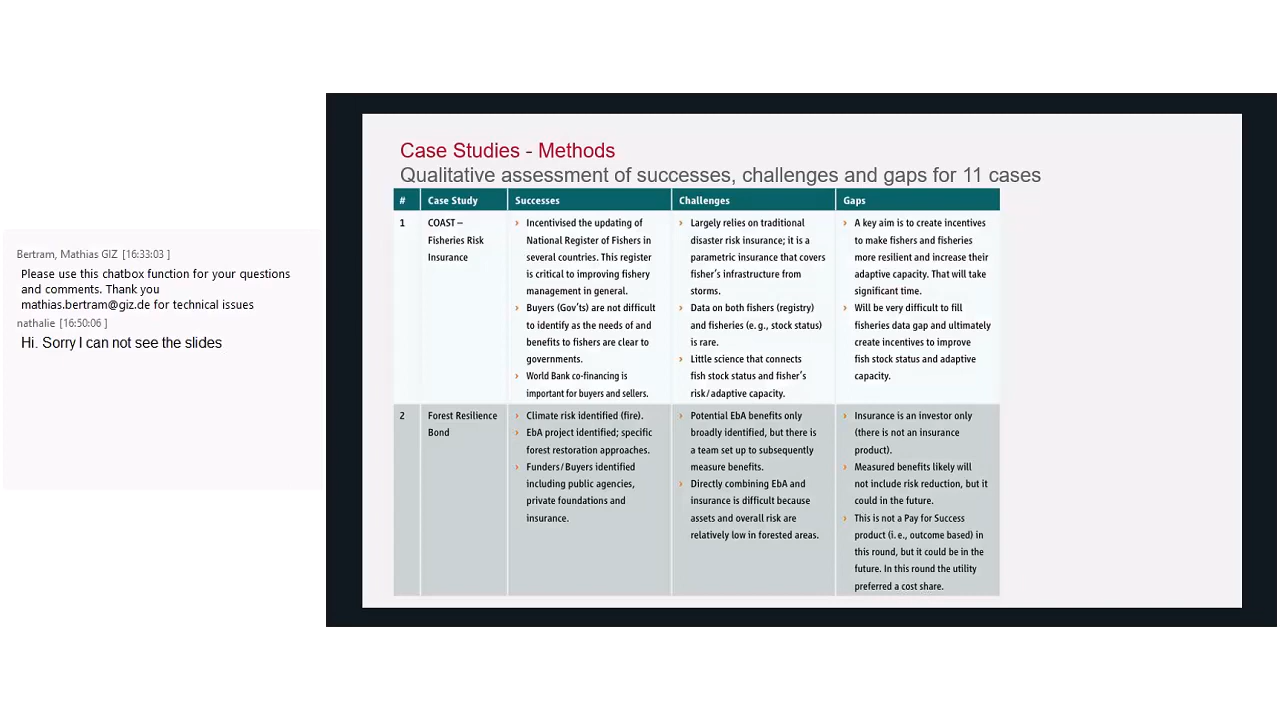 Bertram, Mathias GIZ [16:33:03 ]
Please use this chatbox function for your questions
and comments. Thank you
mathias.bertram@giz.de for technical issues
nathalie [16:50:06 ]
Hi. Sorry I can not see the slides
Case Studies - Methods
Qualitative assessment of successes, challenges and gaps for 11 cases
# Case Study Successes Challenges Gaps
1
COAST –
Fisheries Risk
Insurance
› Incentivised the updating of
National Register of Fishers in
several countries. This register
is critical to improving fishery
management in general.
› Buyers (Gov’ts) are not difficult
to identify as the needs of and
benefits to fishers are clear to
governments.
› World Bank co-financing is
important for buyers and sellers.
› Largely relies on traditional
disaster risk insurance; it is a
parametric insurance that covers
fisher’s infrastructure from
storms.
› Data on both fishers (registry)
and fisheries (e. g., stock status)
is rare.
› Little science that connects
fish stock status and fisher’s
risk / adaptive capacity.
› A key aim is to create incentives
to make fishers and fisheries
more resilient and increase their
adaptive capacity. That will take
significant time.
› Will be very difficult to fill
fisheries data gap and ultimately
create incentives to improve
fish stock status and adaptive
capacity.
2
Forest Resilience
Bond
› Climate risk identified (fire).
› EbA project identified; specific
forest restoration approaches.
› Funders / Buyers identified
including public agencies,
private foundations and
insurance.
› Potential EbA benefits only
broadly identified, but there is
a team set up to subsequently
measure benefits.
› Directly combining EbA and
insurance is difficult because
assets and overall risk are
relatively low in forested areas.
› Insurance is an investor only
(there is not an insurance
product).
› Measured benefits likely will
not include risk reduction, but it
could in the future.
› This is not a Pay for Success
product (i. e., outcome based) in
this round, but it could be in the
future. In this round the utility
preferred a cost share.